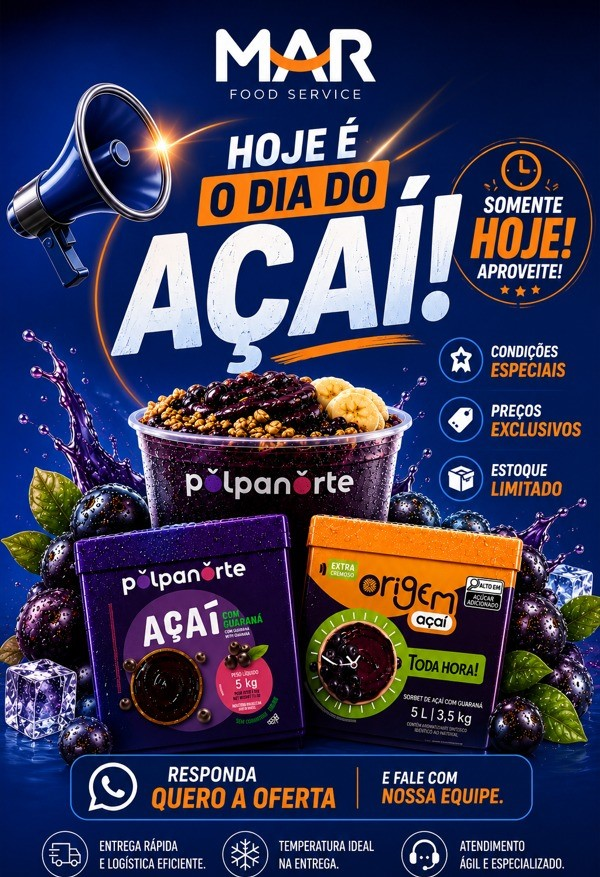 MAR
FOOD SERVICE
HOJE É
O DIA DO
AÇAÍ!
SOMENTE
HOJE!
APROVEITE!
CONDIÇÕES
ESPECIAIS
PREÇOS
EXCLUSIVOS
ESTOQUE
LIMITADO
polpanorte
polpanorte
AÇAÍ
COM
GUARANÁ
PESO LÍQUIDO
5 kg
EXTRA
CREMOSO
origem
açaí
ALTO EM
AÇÚCAR
ADICIONADO
TODA HORA!
SORBET DE AÇAÍ COM GUARANÁ
5 L | 3,5 kg
RESPONDA
QUERO A OFERTA
E FALE COM
NOSSA EQUIPE.
ENTREGA RÁPIDA
E LOGÍSTICA EFICIENTE.
TEMPERATURA IDEAL
NA ENTREGA.
ATENDIMENTO
ÁGIL E ESPECIALIZADO.